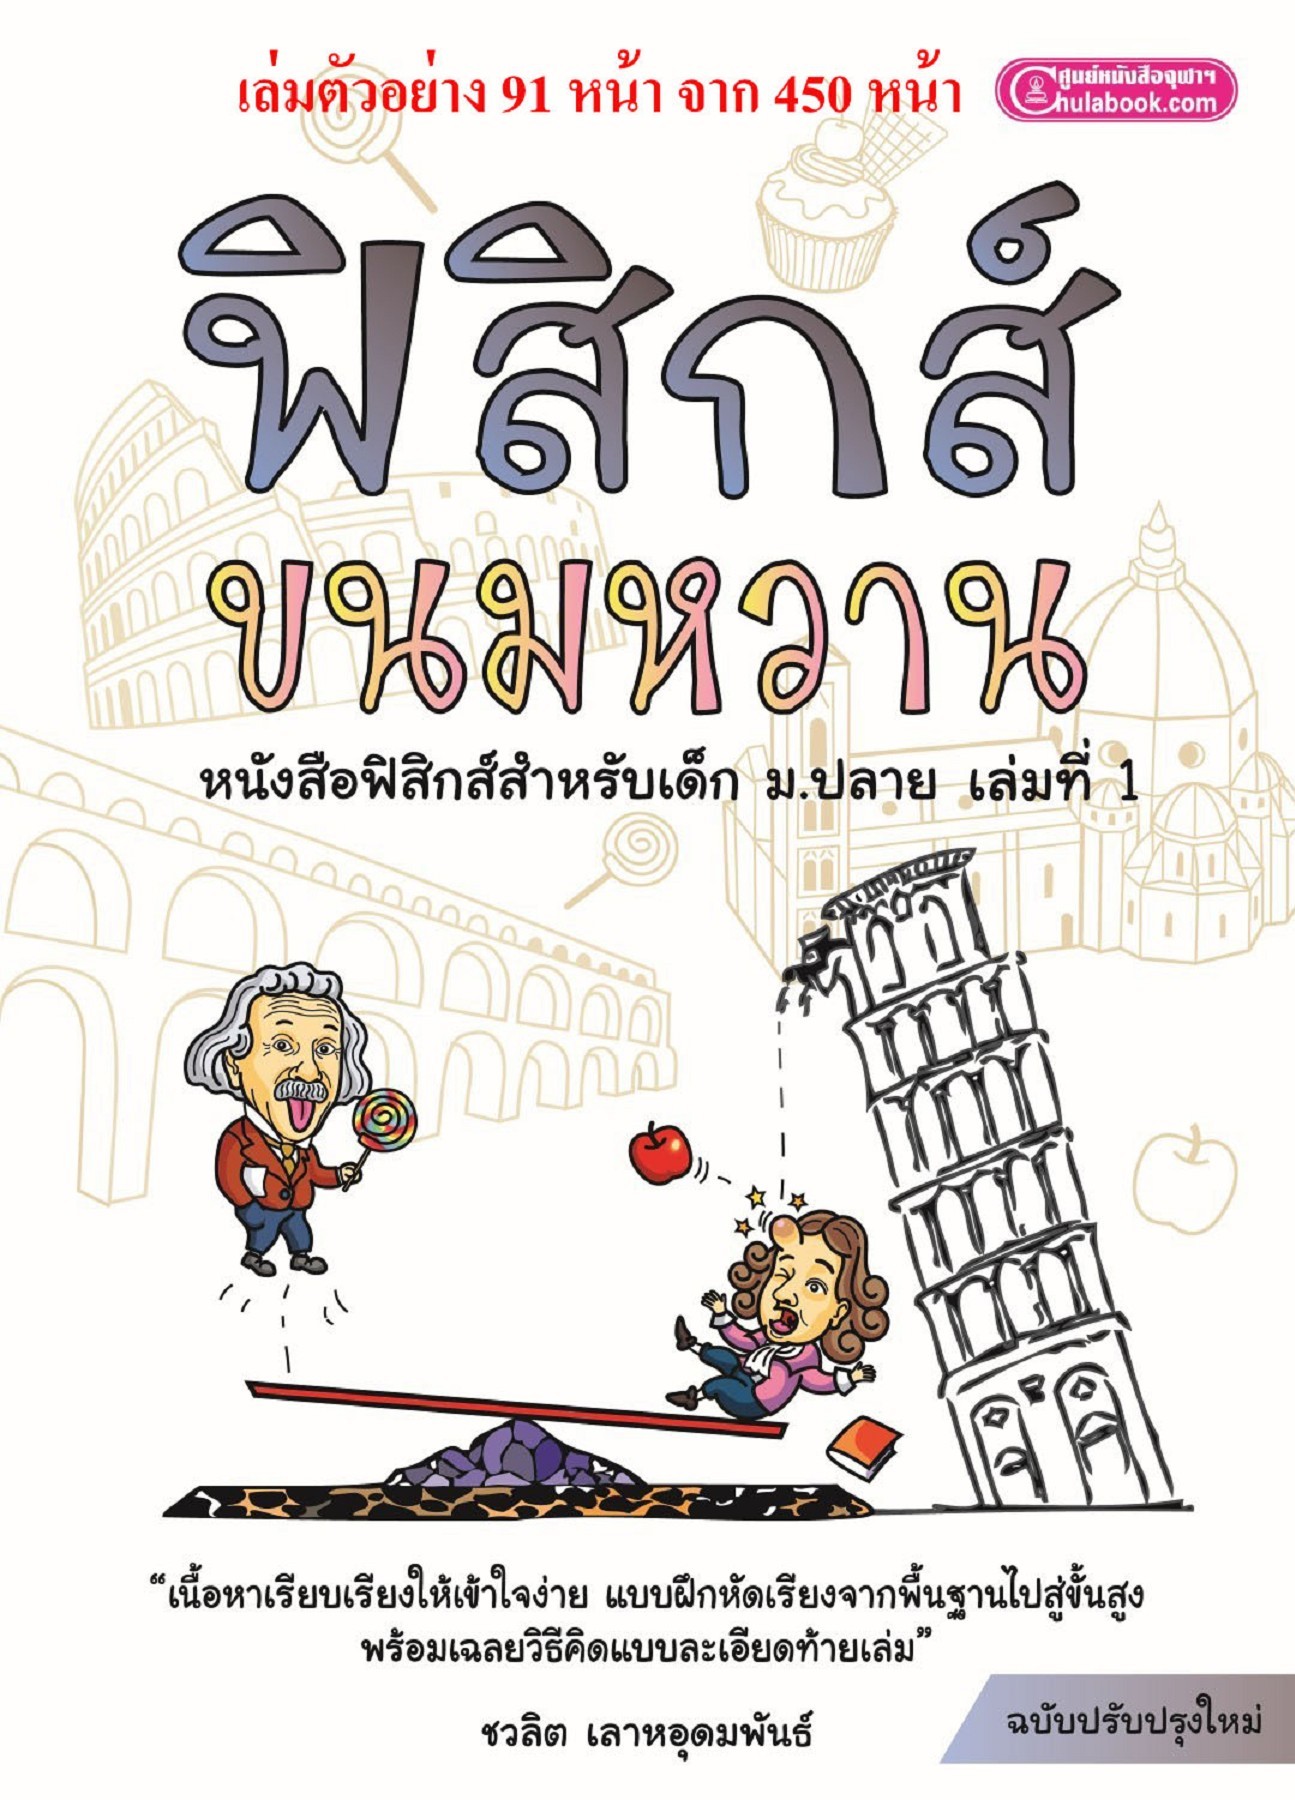 เล่มตัวอย่าง 91 หน้า จาก 450 หน้า
ศูนย์หนังสือจุฬาฯ
Chulabook.com
ฟิสิกส์
ขนมหวาน
หนังสือฟิสิกส์สำหรับเด็ก ม.ปลาย เล่มที่ 1
“เนื้อหาเรียบเรียงให้เข้าใจง่าย แบบฝึกหัดเรียงจากพื้นฐานไปสู่ขั้นสูง
พร้อมเฉลยวิธีคิดแบบละเอียดท้ายเล่ม”
ชวลิต เลาหอุดมพันธ์
ฉบับปรับปรุงใหม่